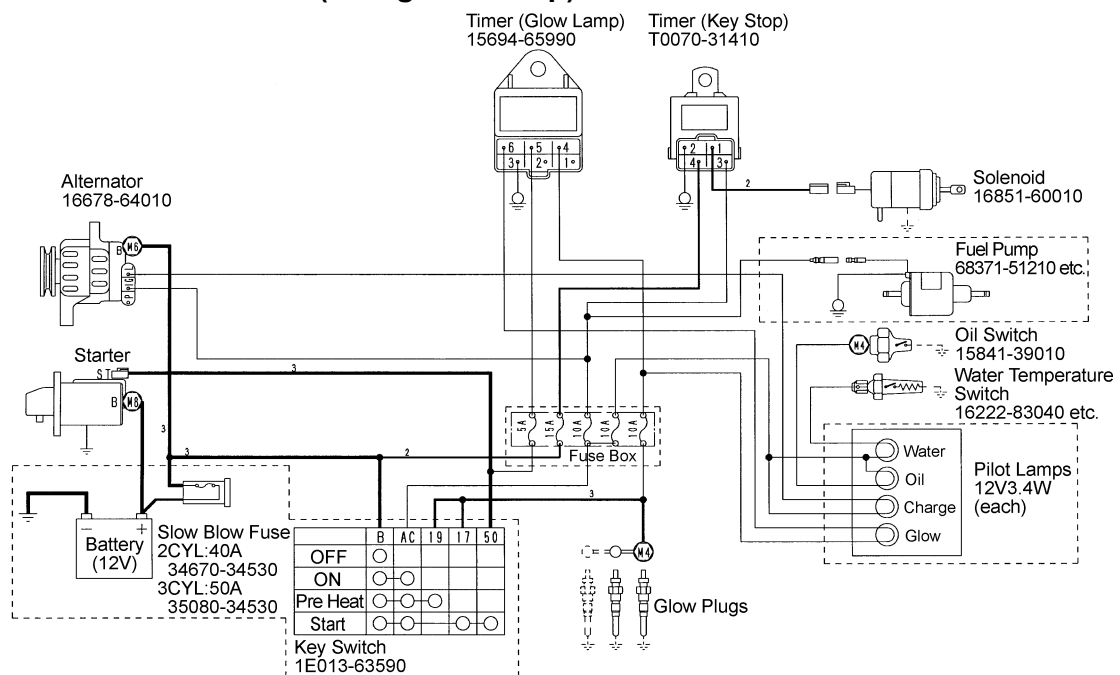 Timer (Glow Lamp)
15694-65990
Timer (Key Stop)
T0070-31410
6 5 4
3 2 1
2 1
4 3
Alternator
16678-64010
B M6
L
IG
P
2
Solenoid
16851-60010
Fuel Pump
68371-51210 etc.
Starter
S T
B M8
3
3
M4
Oil Switch
15841-39010
Water Temperature
Switch
16222-83040 etc.
5A 15A 10A 10A 10A
Fuse Box
3
2
3
Water
Oil
Charge
Glow
Pilot Lamps
12V3.4W
(each)
Battery
(12V)
− +
Slow Blow Fuse
2CYL:40A
34670-34530
3CYL:50A
35080-34530
B AC 19 17 50
OFF
ON
Pre Heat
Start
Key Switch
1E013-63590
M4
Glow Plugs